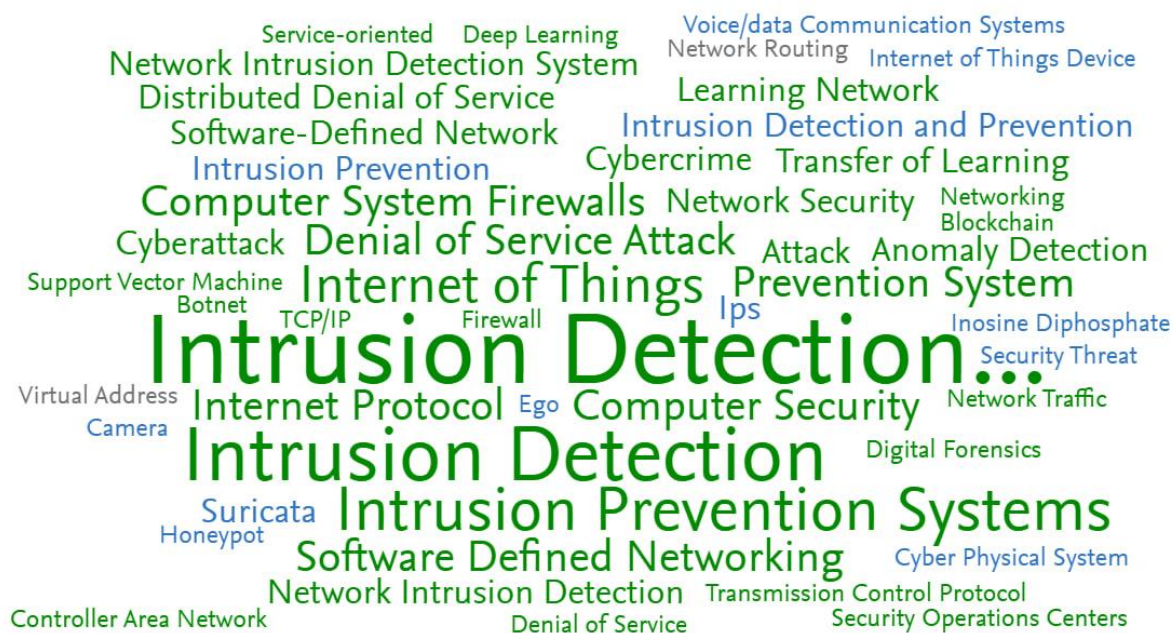 Service-oriented Deep Learning Voice/data Communication Systems
Network Intrusion Detection System Network Routing Internet of Things Device
Distributed Denial of Service Learning Network
Software-Defined Network Intrusion Detection and Prevention
Intrusion Prevention Cybercrime Transfer of Learning
Computer System Firewalls Network Security Networking
Blockchain
Cyberattack Denial of Service Attack Attack Anomaly Detection
Support Vector Machine Internet of Things Prevention System
Botnet TCP/IP Firewall Ips Inosine Diphosphate
Intrusion Detection... Security Threat
Virtual Address Internet Protocol Ego Computer Security Network Traffic
Camera
Intrusion Detection Digital Forensics
Suricata Intrusion Prevention Systems
Honeypot
Software Defined Networking Cyber Physical System
Network Intrusion Detection Transmission Control Protocol
Controller Area Network Denial of Service Security Operations Centers